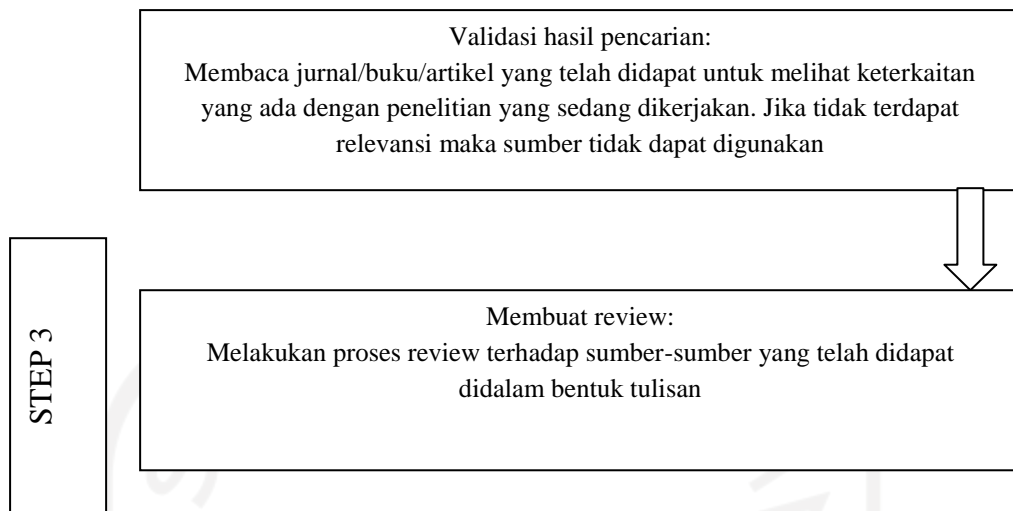 Validasi hasil pencarian:
Membaca jurnal/buku/artikel yang telah didapat untuk melihat keterkaitan
yang ada dengan penelitian yang sedang dikerjakan. Jika tidak terdapat
relevansi maka sumber tidak dapat digunakan
STEP 3
Membuat review:
Melakukan proses review terhadap sumber-sumber yang telah didapat
didalam bentuk tulisan